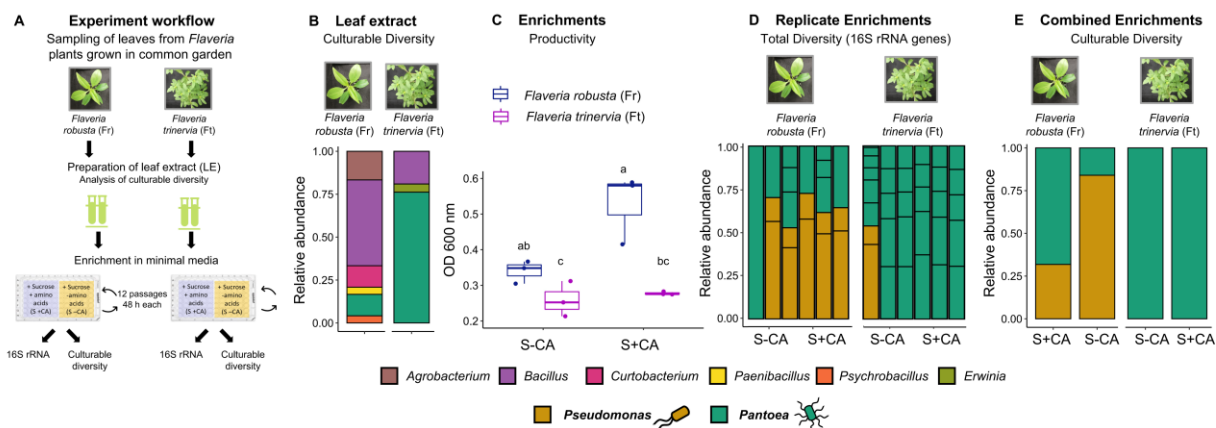 A Experiment workflow
Sampling of leaves from Flaveria
plants grown in common garden
Flaveria
robusta (Fr)
Flaveria
trinervia (Ft)
Preparation of leaf extract (LE)
Analysis of culturable diversity
Enrichment in minimal media
+ Sucrose
+ amino
acids
(S +CA)
+ Sucrose
-amino
acids
(S –CA)
12 passages
48 h each
+ Sucrose
+ amino
acids
(S +CA)
+ Sucrose
-amino
acids
(S –CA)
16S rRNA
Culturable
diversity
16S rRNA
Culturable
diversity
B Leaf extract
Culturable Diversity
Flaveria
robusta (Fr)
Flaveria
trinervia (Ft)
Relative abundance
1.00
0.75
0.50
0.25
0.00
C Enrichments
Productivity
Flaveria robusta (Fr)
Flaveria trinervia (Ft)
OD 600 nm
0.6
0.5
0.4
0.3
0.2
ab
c
a
bc
S-CA
S+CA
D Replicate Enrichments
Total Diversity (16S rRNA genes)
Flaveria
robusta (Fr)
Flaveria
trinervia (Ft)
Relative abundance
1.00
0.75
0.50
0.25
0.00
S-CA
S+CA
S-CA
S+CA
E Combined Enrichments
Culturable Diversity
Flaveria
robusta (Fr)
Flaveria
trinervia (Ft)
Relative abundance
1.00
0.75
0.50
0.25
0.00
S+CA
S-CA
S-CA
S+CA
Agrobacterium
Bacillus
Curtobacterium
Paenibacillus
Psychrobacillus
Erwinia
Pseudomonas
Pantoea